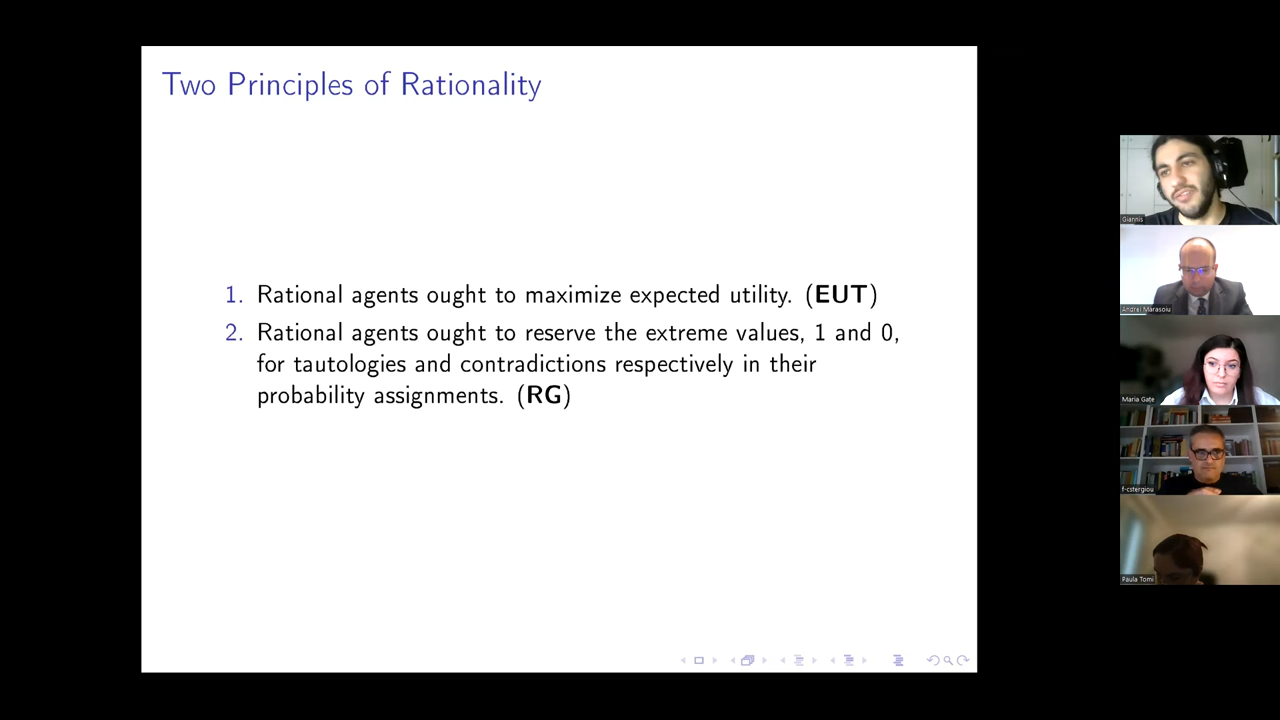 Two Principles of Rationality
1. Rational agents ought to maximize expected utility. (EUT)
2. Rational agents ought to reserve the extreme values, 1 and 0,
for tautologies and contradictions respectively in their
probability assignments. (RG)
Giannis
Andrei Marasoiu
Maria Gațe
f-cstergiou
Paula Tomi